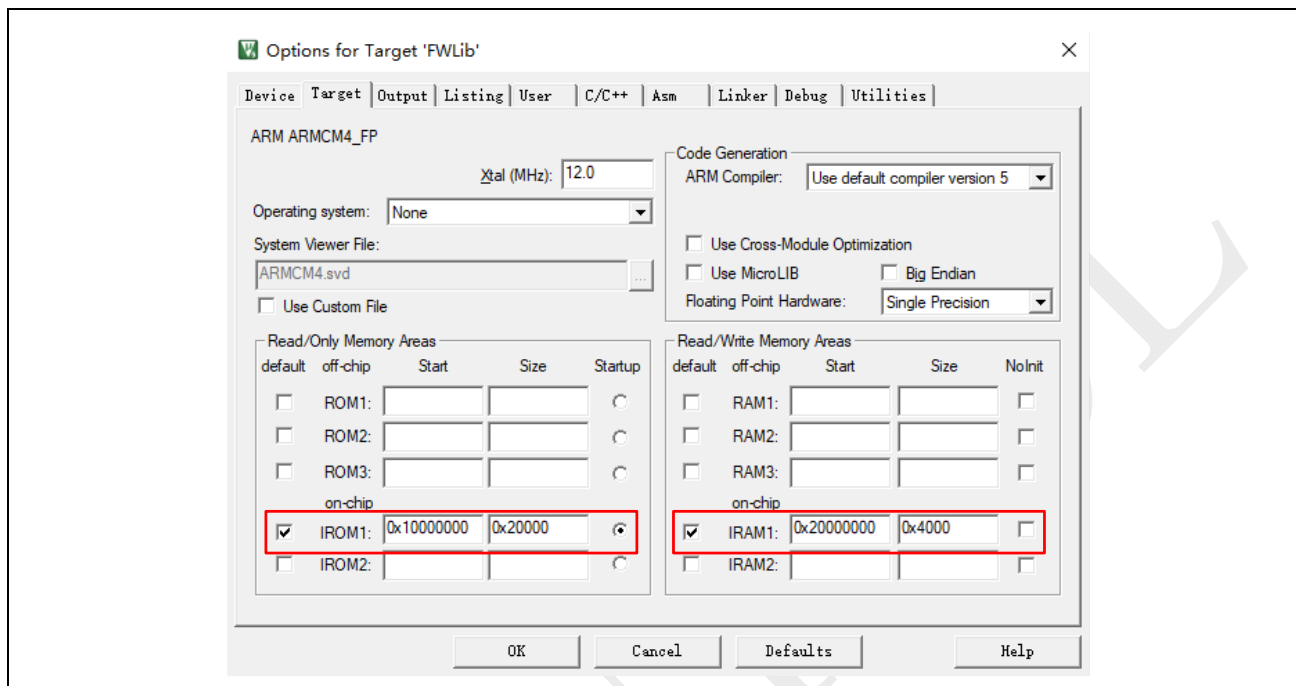 Options for Target 'FWLib'
Device Target Output Listing User C/C++ Asm Linker Debug Utilities
ARM ARMCM4_FP
Xtal (MHz): 12.0
Operating system: None
System Viewer File:
ARMCM4.svd ...
Use Custom File
Code Generation
ARM Compiler: Use default compiler version 5
Use Cross-Module Optimization
Use MicroLIB Big Endian
Floating Point Hardware: Single Precision
Read/Only Memory Areas
default off-chip Start Size Startup
ROM1:
ROM2:
ROM3:
on-chip
IROM1: 0x10000000 0x20000
IROM2:
Read/Write Memory Areas
default off-chip Start Size NoInit
RAM1:
RAM2:
RAM3:
on-chip
IRAM1: 0x20000000 0x4000
IRAM2:
OK Cancel Defaults Help